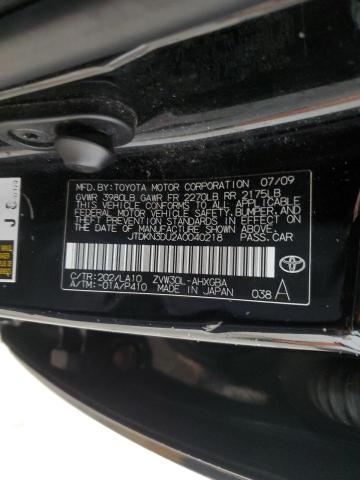 MFD.BY:TOYOTA MOTOR CORPORATION 07/09
GVWR 3980LB GAWR FR 2270LB RR 2175LB
THIS VEHICLE CONFORMS TO ALL APPLICABLE
FEDERAL MOTOR VEHICLE SAFETY, BUMPER, AND
THEFT PREVENTION STANDARDS IN EFFECT ON
THE DATE OF MANUFACTURE SHOWN ABOVE.
JTDKN3DU2A0040218 PASS.CAR
C/TR:202/LA10 ZVW30L-AHXGBA
A/TM:-01A/P410 MADE IN JAPAN 038 A
TOYOTA